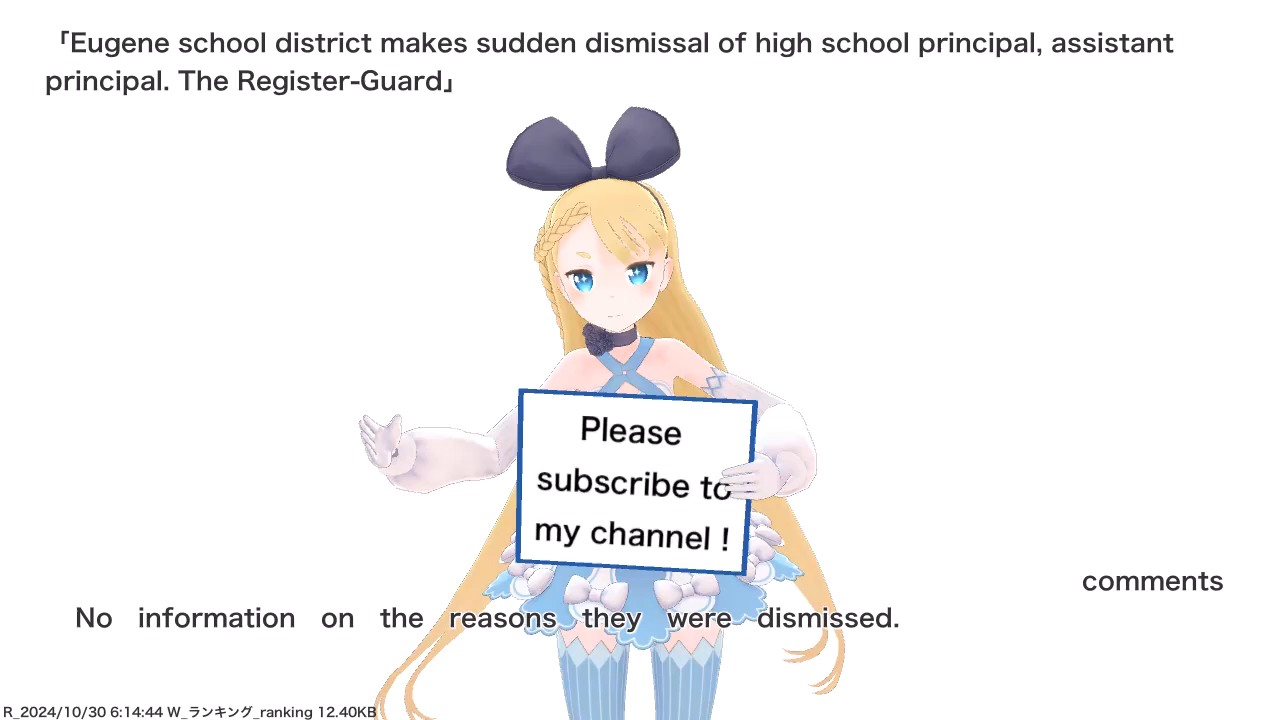 「Eugene school district makes sudden dismissal of high school principal, assistant
principal. The Register-Guard」
Please
subscribe to
my channel !
comments
No information on the reasons they were dismissed.
R_2024/10/30 6:14:44 W_ランキング_ranking 12.40KB